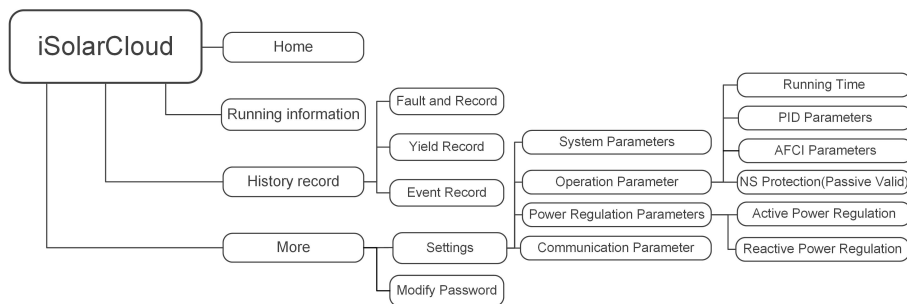 iSolarCloud
Home
Running information
History record
Fault and Record
Yield Record
Event Record
More
Settings
Modify Password
System Parameters
Operation Parameter
Power Regulation Parameters
Communication Parameter
Running Time
PID Parameters
AFCI Parameters
NS Protection(Passive Valid)
Active Power Regulation
Reactive Power Regulation